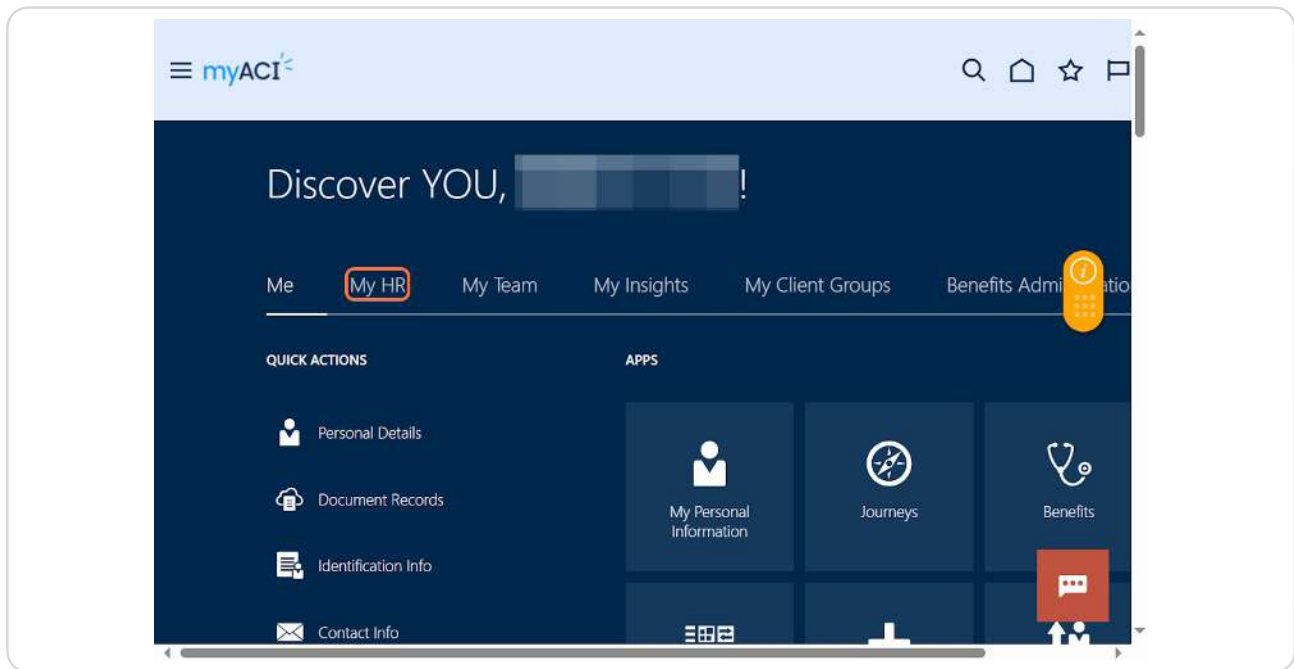 myACI
Discover YOU, !
Me My HR My Team My Insights My Client Groups Benefits Admi atio
QUICK ACTIONS
APPS
Personal Details
Document Records
Identification Info
Contact Info
My Personal
Information
Journeys
Benefits